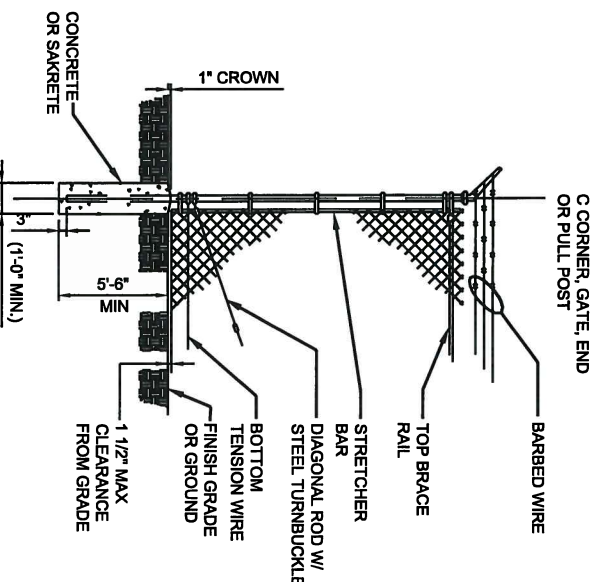 C CORNER, GATE, END
OR PULL POST
BARBED WIRE
TOP BRACE
RAIL
STRETCHER
BAR
DIAGONAL ROD W/
STEEL TURNBUCKLE
BOTTOM
TENSION WIRE
FINISH GRADE
OR GROUND
1 1/2" MAX
CLEARANCE
FROM GRADE
1" CROWN
CONCRETE
OR SAKRETE
5'-6"
MIN
3"
(1'-0" MIN.)